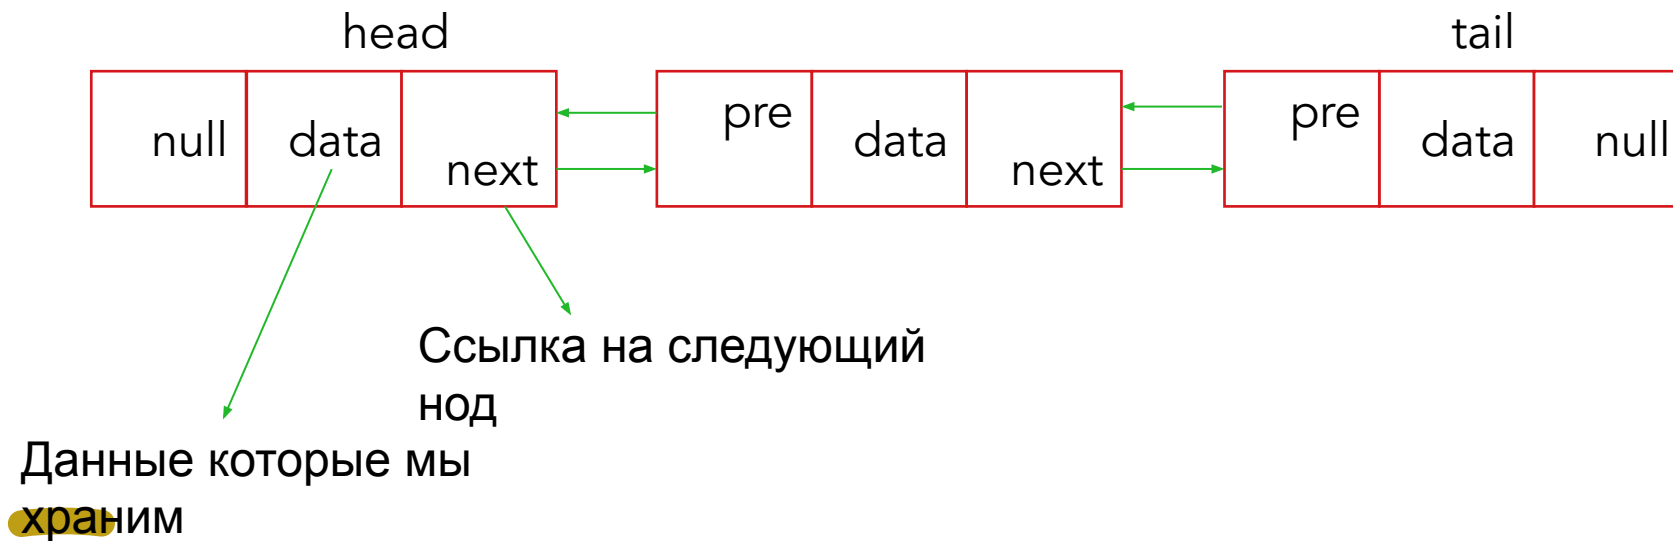 head tail
null data next pre data next pre data null
Ссылка на следующий
нод
Данные которые мы
храним